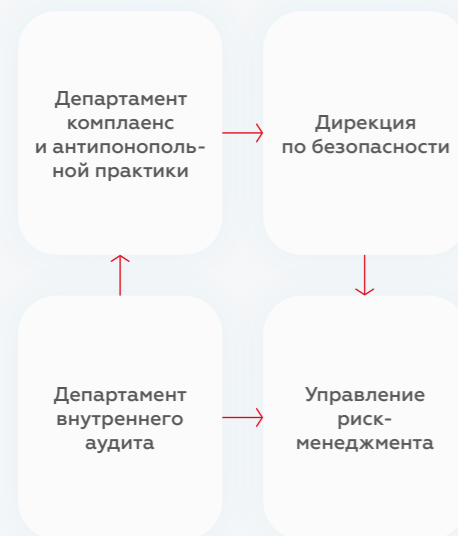 Департамент
комплаенс
и антипонополь-
ной практики
Дирекция
по безопасности
Департамент
внутреннего
аудита
Управление
риск-
менеджмента